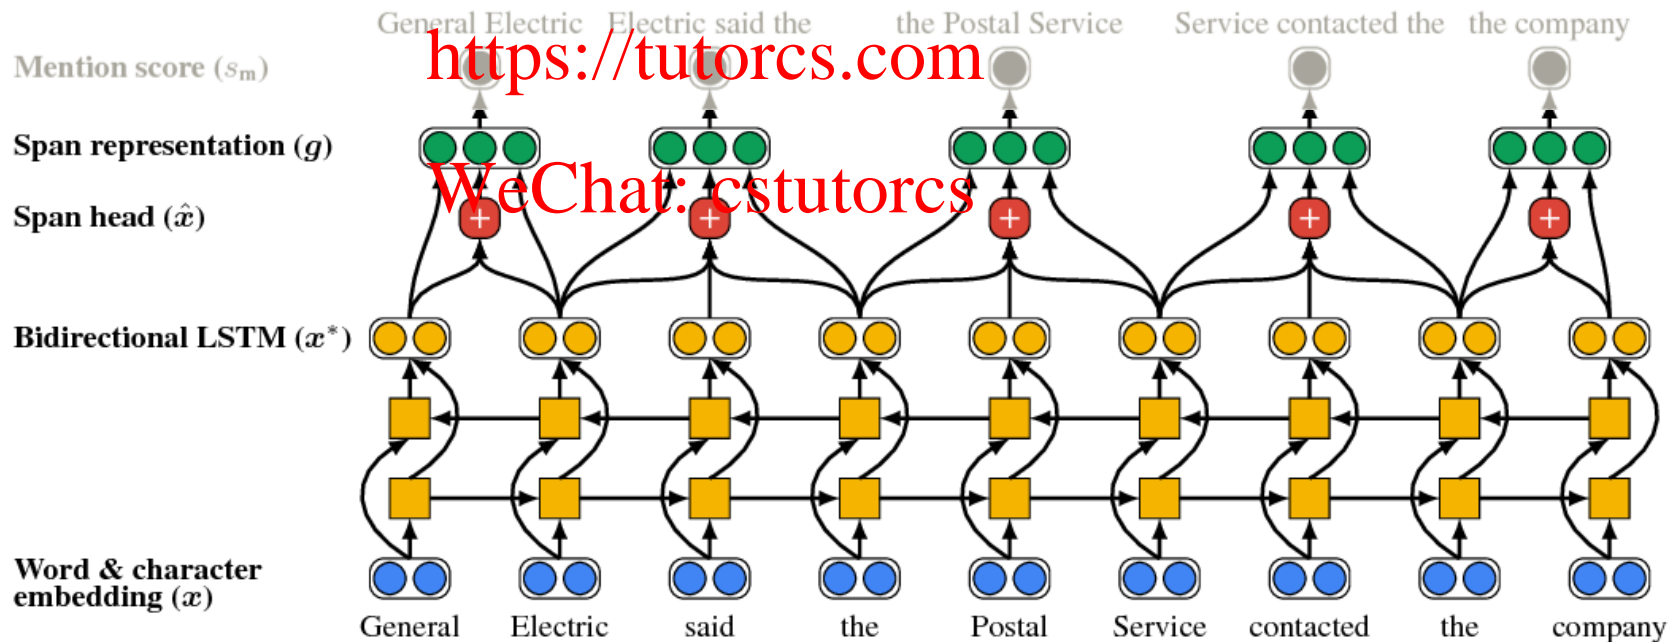 General Electric Electric said the the Postal Service Service contacted the the company
https://tutorcs.com
Mention score (sₘ)
Span representation (g)
WeChat: cstutorcs
Span head (x̂)
+ + + + +
Bidirectional LSTM (x*)
Word & character
embedding (x)
General Electric said the Postal Service contacted the company